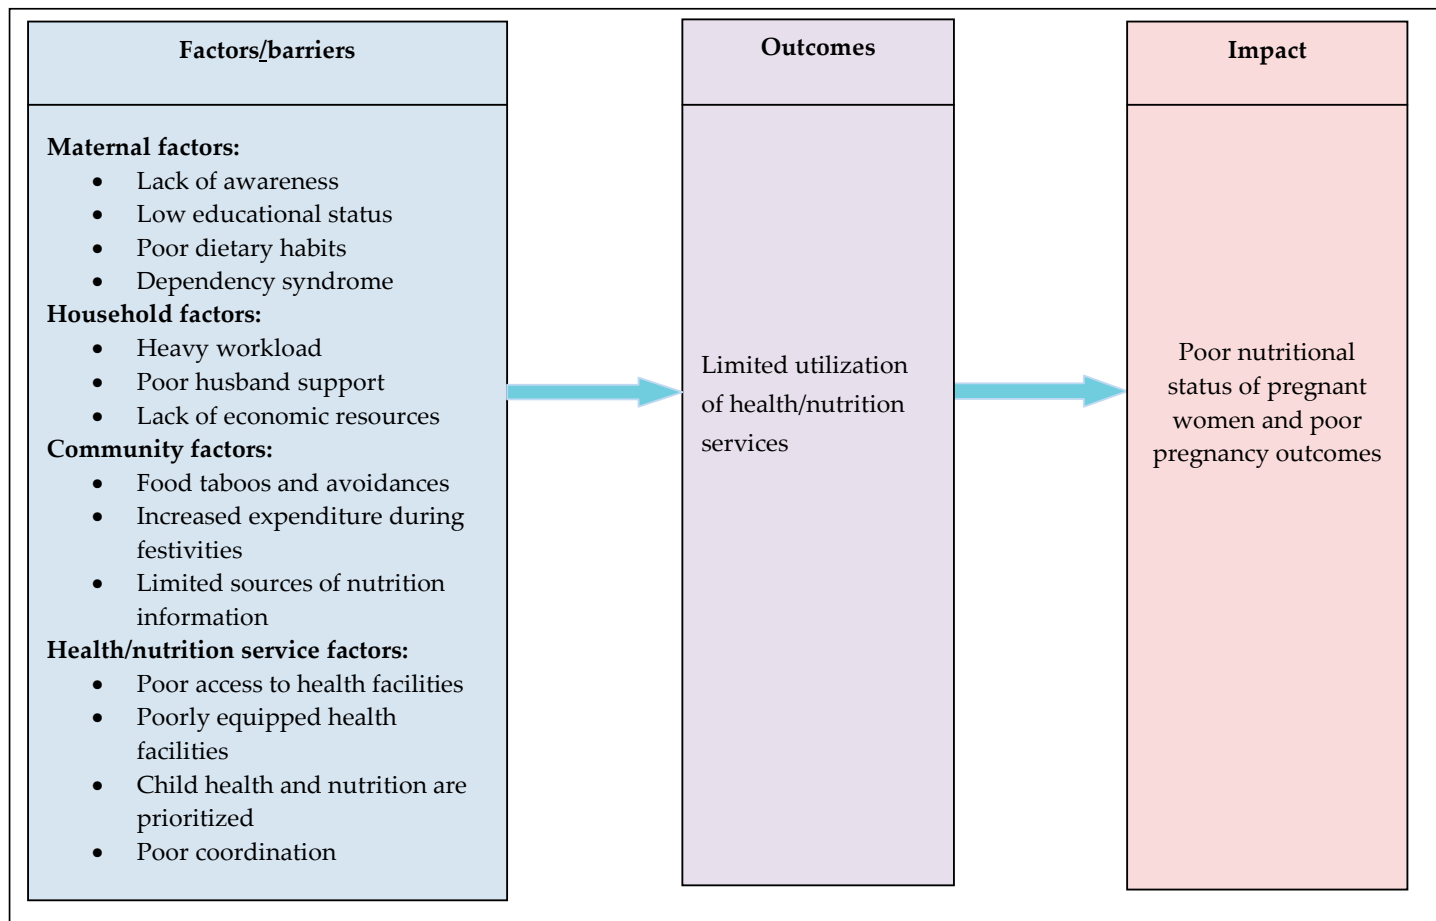 Factors/barriers
Maternal factors:
• Lack of awareness
• Low educational status
• Poor dietary habits
• Dependency syndrome
Household factors:
• Heavy workload
• Poor husband support
• Lack of economic resources
Community factors:
• Food taboos and avoidances
• Increased expenditure during
festivities
• Limited sources of nutrition
information
Health/nutrition service factors:
• Poor access to health facilities
• Poorly equipped health
facilities
• Child health and nutrition are
prioritized
• Poor coordination
Outcomes
Limited utilization
of health/nutrition
services
Impact
Poor nutritional
status of pregnant
women and poor
pregnancy outcomes